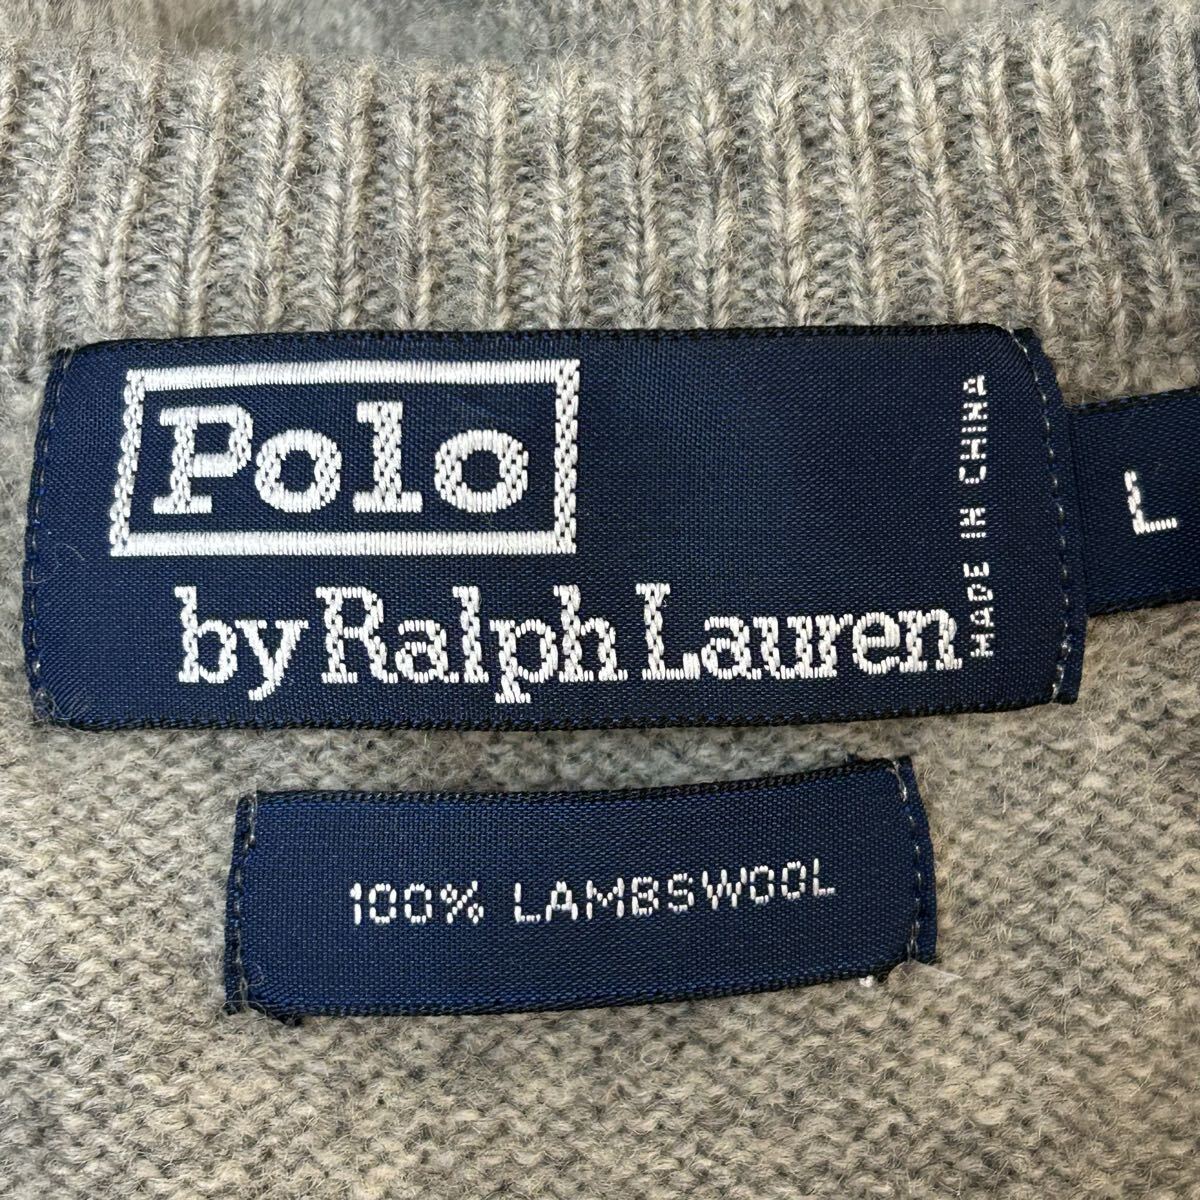 Polo
by Ralph Lauren
MADE IN CHINA
L
100% LAMBSWOOL